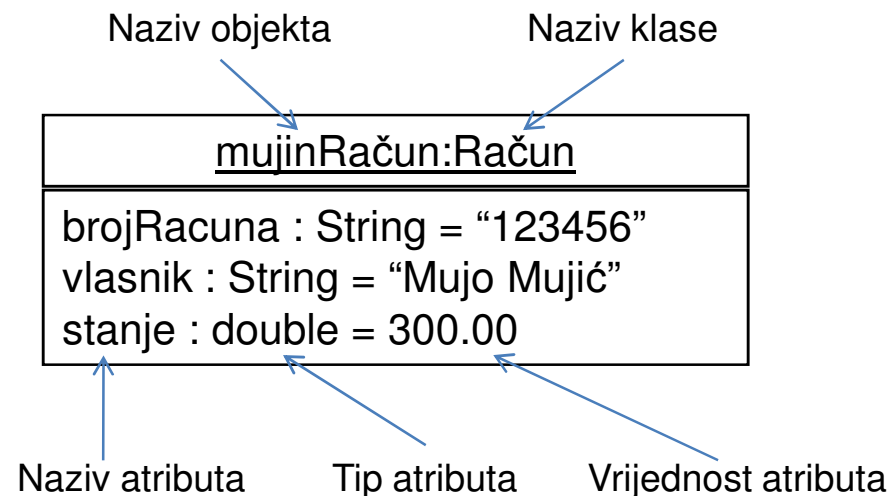 Naziv objekta Naziv klase
mujinRačun:Račun
brojRacuna : String = “123456”
vlasnik : String = “Mujo Mujić”
stanje : double = 300.00
Naziv atributa Tip atributa Vrijednost atributa